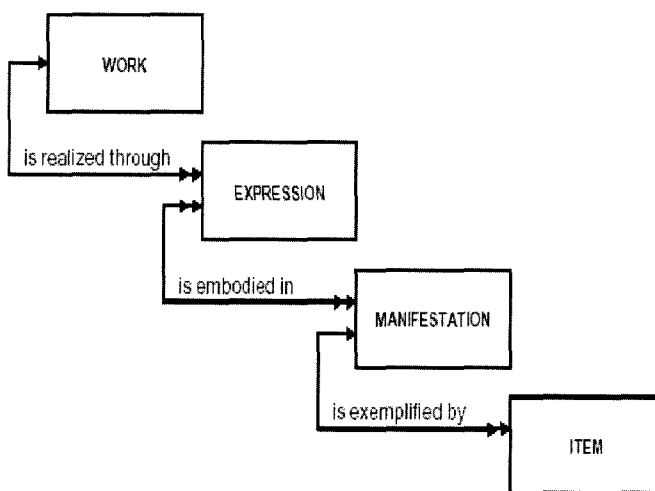 WORK
is realized through
EXPRESSION
is embodied in
MANIFESTATION
is exemplified by
ITEM